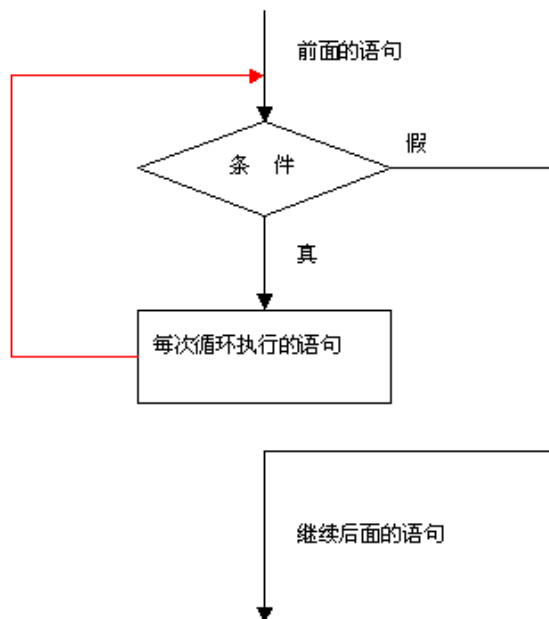 前面的语句
条 件
假
真
每次循环执行的语句
继续后面的语句